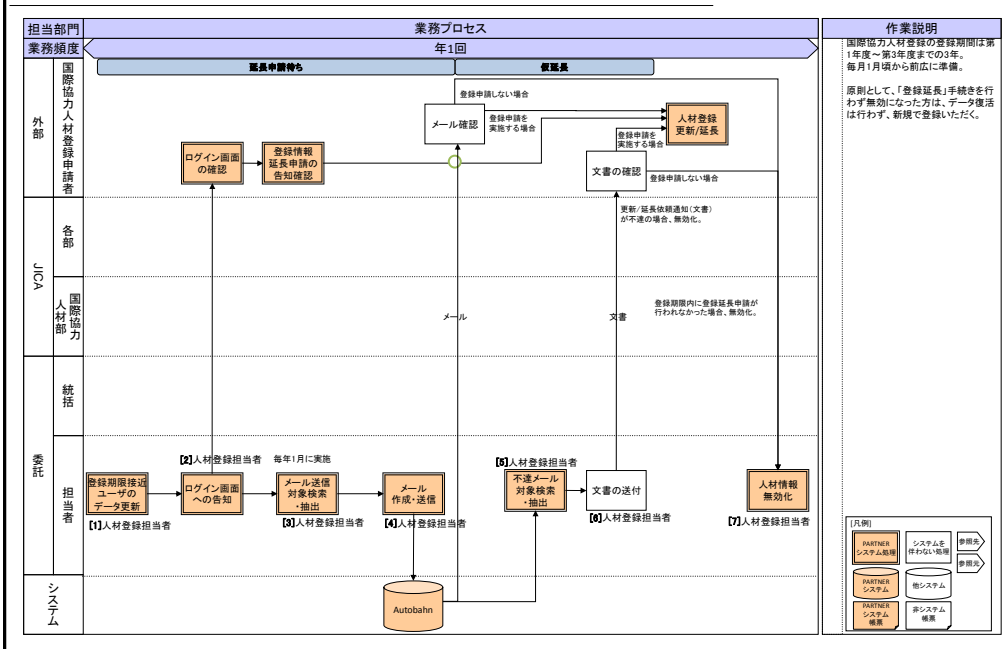 担当部門
業務プロセス
作業説明
業務頻度
年1回
延長申請待ち
仮延長
外部
国際協力人材登録申請者
JICA
各部
国際協力
人材部
委託
統括
担当者
システム
ログイン画面
の確認
登録情報
延長申請の
告知確認
メール確認
登録申請しない場合
登録申請を
実施する場合
人材登録
更新/延長
登録申請を
実施する場合
文書の確認
登録申請しない場合
更新/延長依頼通知(文書)
が不達の場合、無効化。
メール
文書
登録期限内に登録延長申請が
行われなかった場合、無効化。
登録期限接近
ユーザの
データ更新
[1]人材登録担当者
[2]人材登録担当者
ログイン画面
への告知
毎年1月に実施
メール送信
対象検索
・抽出
[3]人材登録担当者
メール
作成・送信
[4]人材登録担当者
[5]人材登録担当者
不達メール
対象検索
・抽出
文書の送付
[6]人材登録担当者
人材情報
無効化
[7]人材登録担当者
Autobahn
国際協力人材登録の登録期間は第
1年度～第3年度までの3年。
毎月1月頃から前広に準備。
原則として、「登録延長」手続きを行
わず無効になった方は、データ復活
は行わず、新規で登録いただく。
[凡例]
PARTNER
システム処理
システムを
伴わない処理
参照先
参照元
PARTNER
システム
他システム
PARTNER
システム
帳票
非システム
帳票